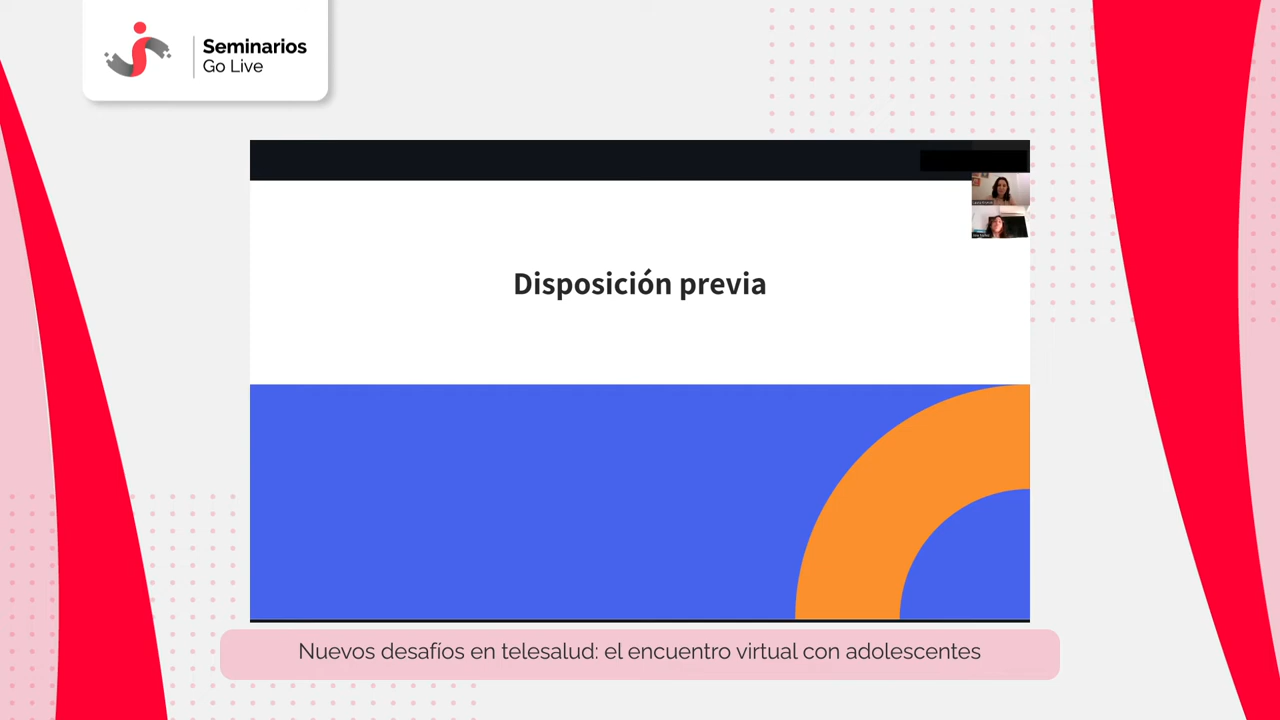 Seminarios
Go Live
Disposición previa
Nuevos desafíos en telesalud: el encuentro virtual con adolescentes